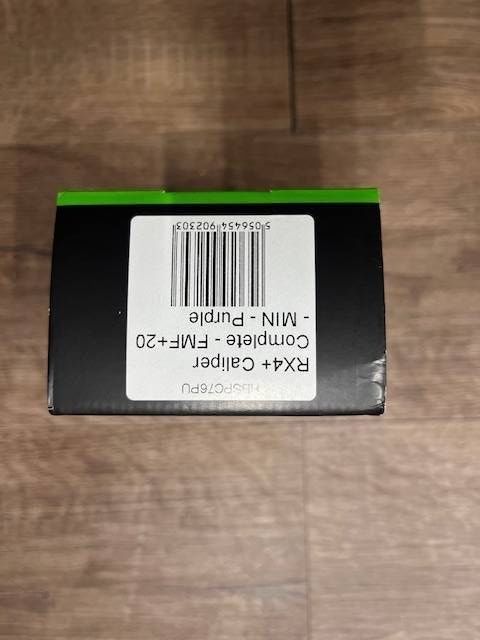 HBSPC76PU
RX4+ Caliper
Complete - FMF+20
- MIN - Purple
5 056454 902303